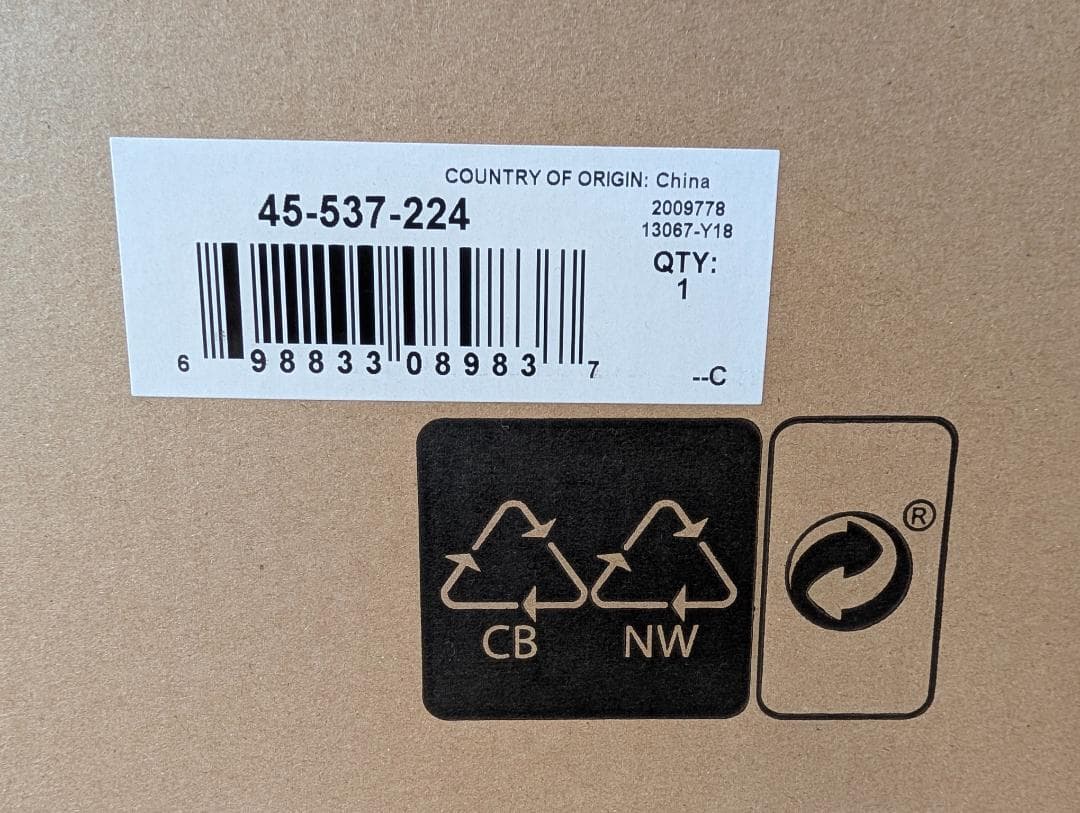 COUNTRY OF ORIGIN: China
45-537-224
2009778
13067-Y18
QTY:
1
6 98833 08983 7
--C
®
CB
NW